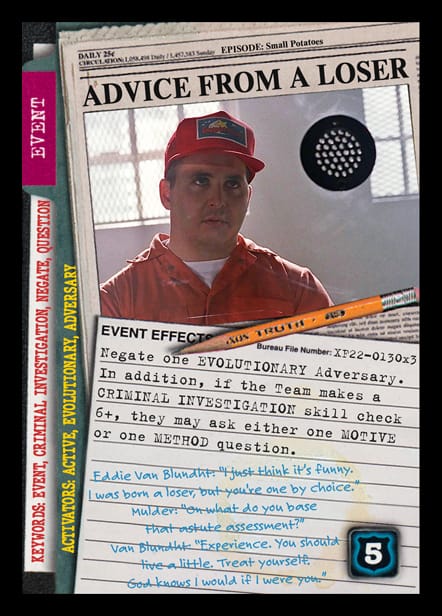 DAILY 25¢
CIRCULATION: 1,058,494 Daily / 1,457,583 Sunday
EPISODE: Small Potatoes
ADVICE FROM A LOSER
EVENT
KEYWORDS: EVENT, CRIMINAL INVESTIGATION, NEGATE, QUESTION
ACTIVATORS: ACTIVE, EVOLUTIONARY, ADVERSARY
TRUTH
EVENT EFFECTS
Bureau File Number: XP22-0130x3
Negate one EVOLUTIONARY Adversary.
In addition, if the Team makes a
CRIMINAL INVESTIGATION skill check
6+, they may ask either one MOTIVE
or one METHOD question.
Eddie Van Blundht: "I just think it's funny.
I was born a loser, but you're one by choice."
Mulder: "On what do you base
that astute assessment?"
Van Blundht: "Experience. You should
live a little. Treat yourself.
God knows I would if I were you."
5